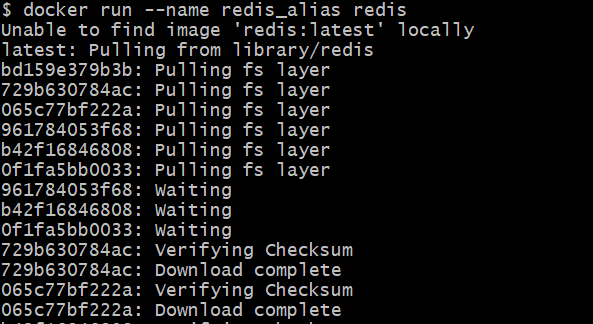 $ docker run --name redis_alias redis
Unable to find image 'redis:latest' locally
latest: Pulling from library/redis
bd159e379b3b: Pulling fs layer
729b630784ac: Pulling fs layer
065c77bf222a: Pulling fs layer
961784053f68: Pulling fs layer
b42f16846808: Pulling fs layer
0f1fa5bb0033: Pulling fs layer
961784053f68: Waiting
b42f16846808: Waiting
0f1fa5bb0033: Waiting
729b630784ac: Verifying Checksum
729b630784ac: Download complete
065c77bf222a: Verifying Checksum
065c77bf222a: Download complete